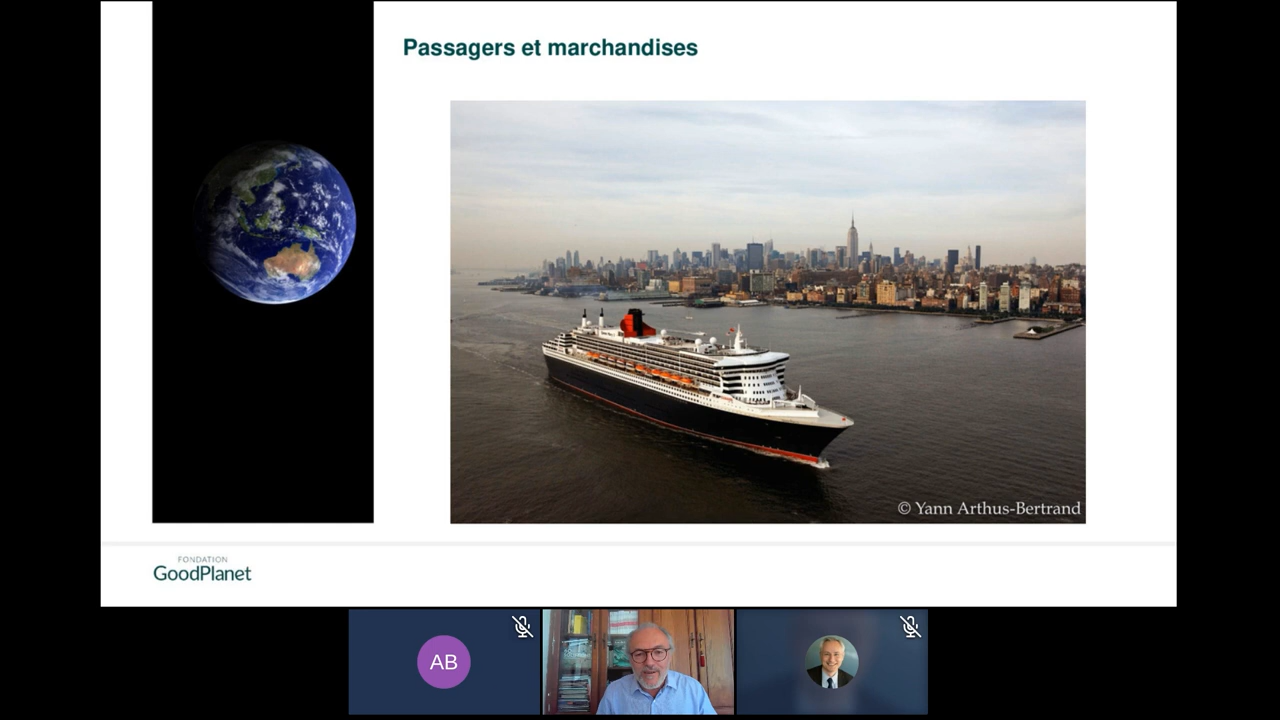 Passagers et marchandises
© Yann Arthus-Bertrand
FONDATION
GoodPlanet
AB